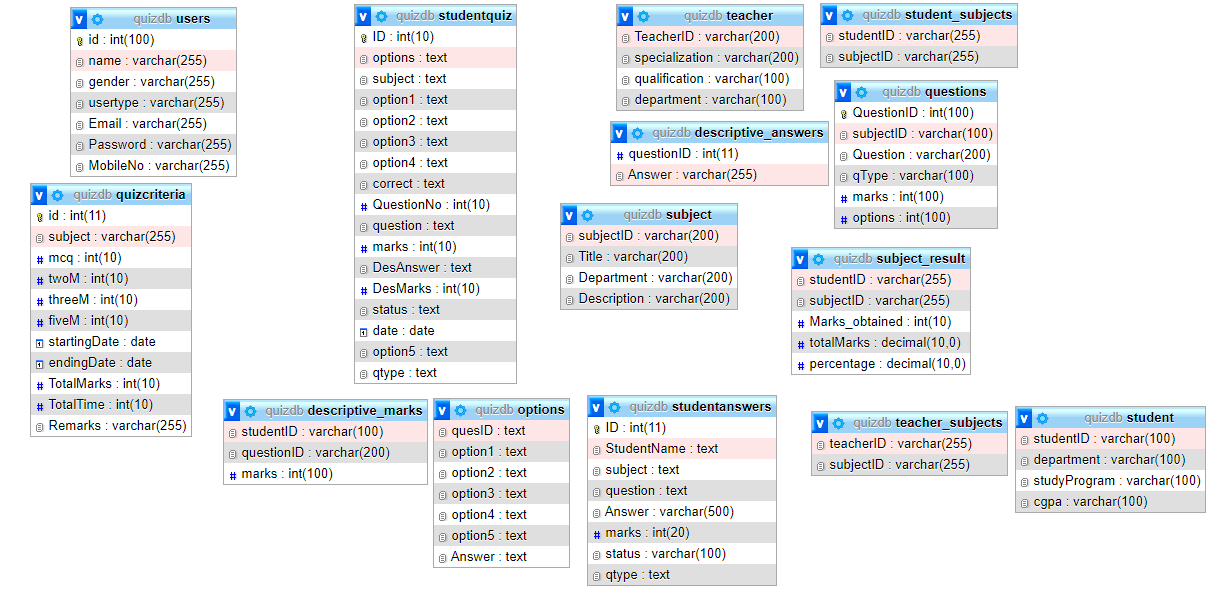 quizdb users
id : int(100)
name : varchar(255)
gender : varchar(255)
usertype : varchar(255)
Email : varchar(255)
Password : varchar(255)
MobileNo : varchar(255)
quizdb studentquiz
ID : int(10)
options : text
subject : text
option1 : text
option2 : text
option3 : text
option4 : text
correct : text
QuestionNo : int(10)
question : text
marks : int(10)
DesAnswer : text
DesMarks : int(10)
status : text
date : date
option5 : text
qtype : text
quizdb teacher
TeacherID : varchar(200)
specialization : varchar(200)
qualification : varchar(100)
department : varchar(100)
quizdb student_subjects
studentID : varchar(255)
subjectID : varchar(255)
quizdb questions
QuestionID : int(100)
subjectID : varchar(100)
Question : varchar(200)
qType : varchar(100)
marks : int(100)
options : int(100)
quizdb descriptive_answers
questionID : int(11)
Answer : varchar(255)
quizdb quizcriteria
id : int(11)
subject : varchar(255)
mcq : int(10)
twoM : int(10)
threeM : int(10)
fiveM : int(10)
startingDate : date
endingDate : date
TotalMarks : int(10)
TotalTime : int(10)
Remarks : varchar(255)
quizdb subject
subjectID : varchar(200)
Title : varchar(200)
Department : varchar(200)
Description : varchar(200)
quizdb subject_result
studentID : varchar(255)
subjectID : varchar(255)
Marks_obtained : int(10)
totalMarks : decimal(10,0)
percentage : decimal(10,0)
quizdb descriptive_marks
studentID : varchar(100)
questionID : varchar(200)
marks : int(100)
quizdb options
quesID : text
option1 : text
option2 : text
option3 : text
option4 : text
option5 : text
Answer : text
quizdb studentanswers
ID : int(11)
StudentName : text
subject : text
question : text
Answer : varchar(500)
marks : int(20)
status : varchar(100)
qtype : text
quizdb teacher_subjects
teacherID : varchar(255)
subjectID : varchar(255)
quizdb student
studentID : varchar(100)
department : varchar(100)
studyProgram : varchar(100)
cgpa : varchar(100)